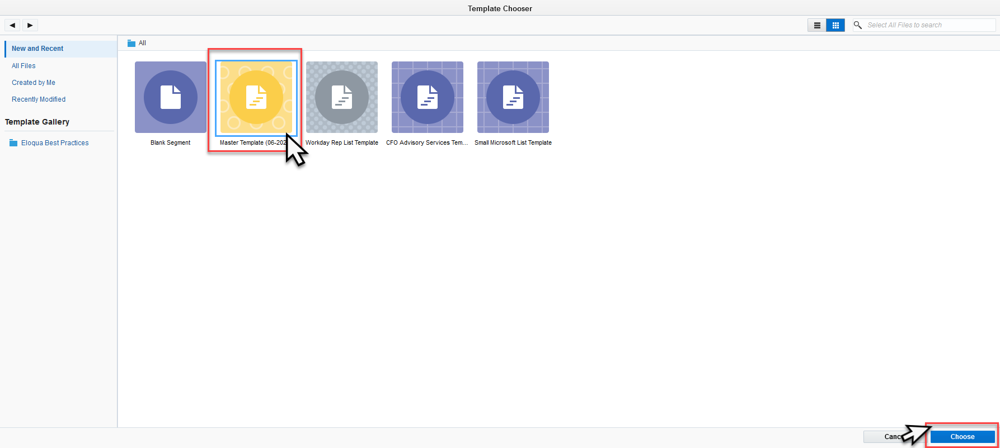 Template Chooser
Select All Files to search
New and Recent
All Files
Created by Me
Recently Modified
Template Gallery
Eloqua Best Practices
All
Blank Segment
Master Template (06-202
Workday Rep List Template
CFO Advisory Services Tem...
Small Microsoft List Template
Canc
Choose